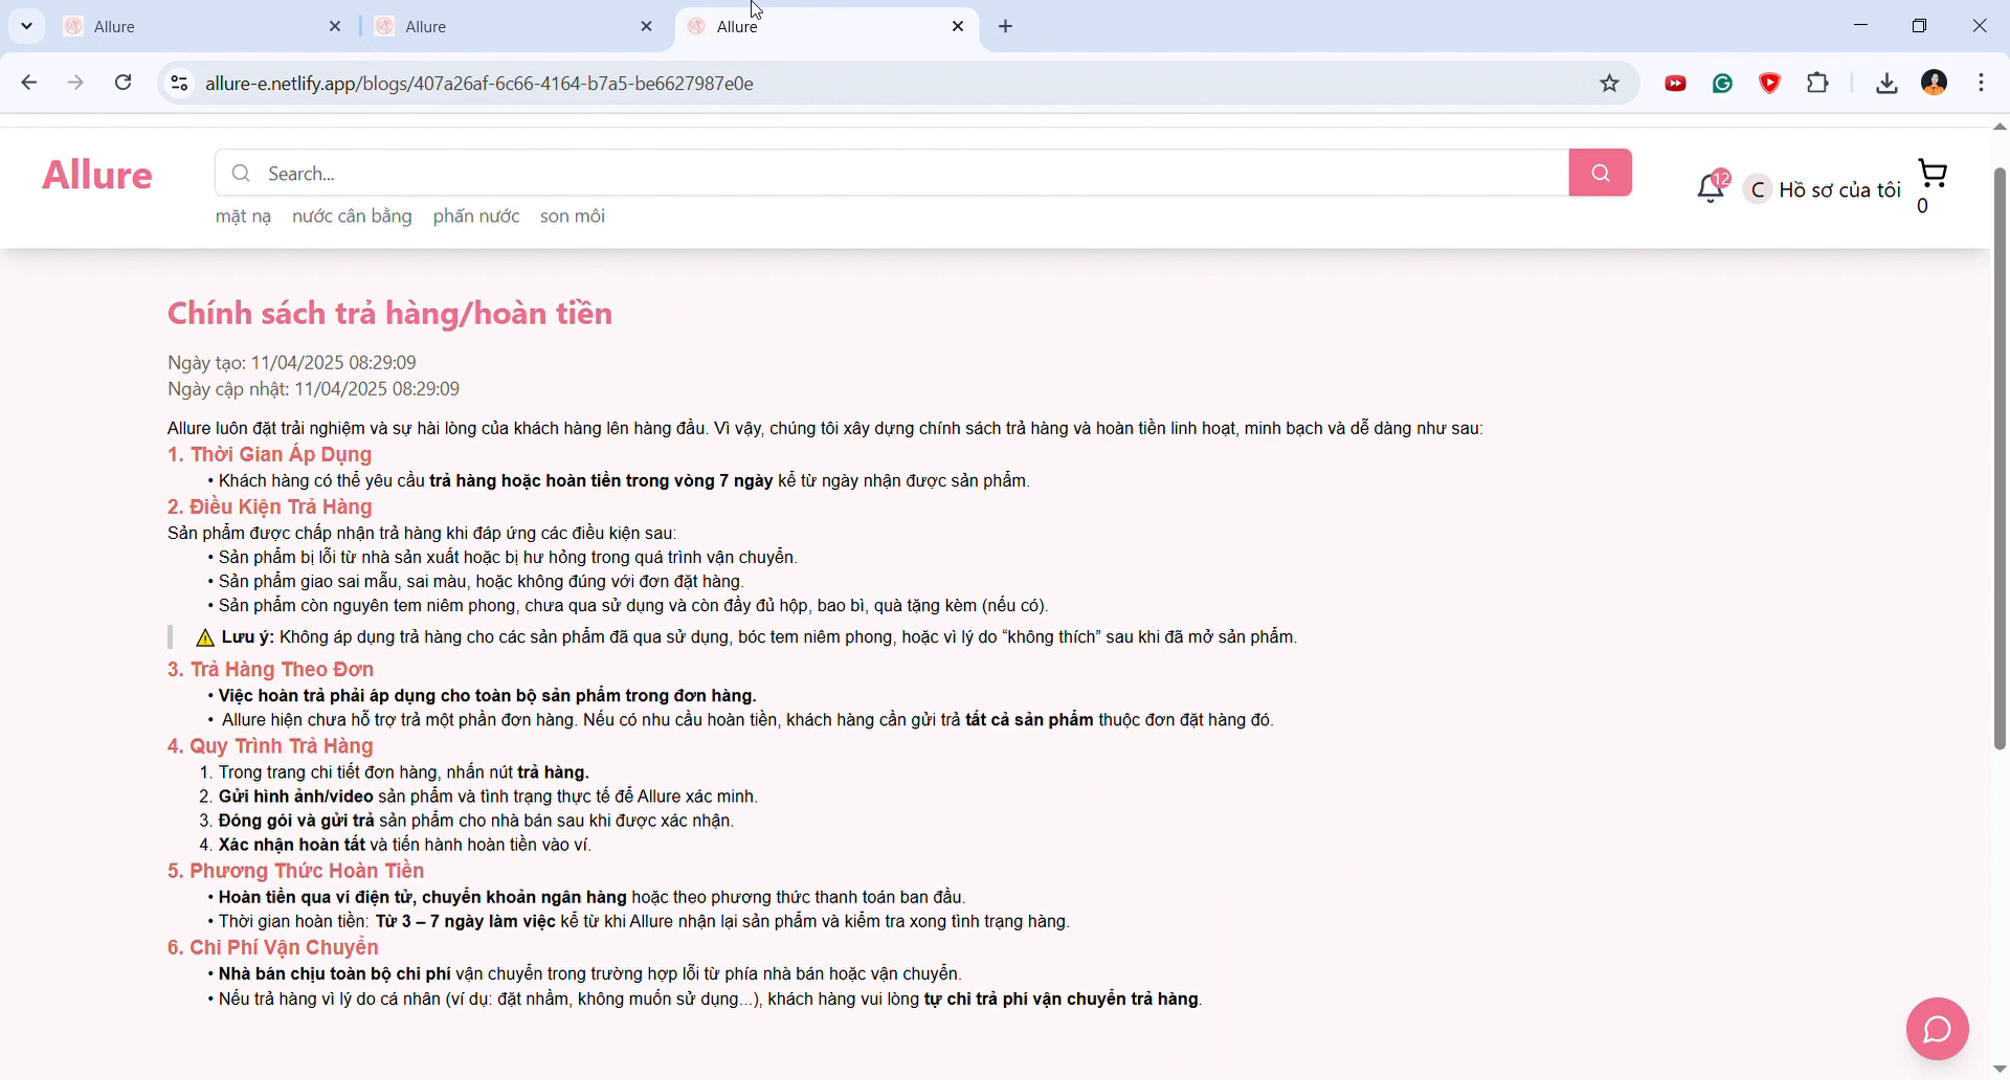 Allure
Allure
Allure
allure-e.netlify.app/blogs/407a26af-6c66-4164-b7a5-be6627987e0e
Allure
Search...
12
C Hồ sơ của tôi
0
mặt nạ nước cân bằng phấn nước son môi
Chính sách trả hàng/hoàn tiền
Ngày tạo: 11/04/2025 08:29:09
Ngày cập nhật: 11/04/2025 08:29:09
Allure luôn đặt trải nghiệm và sự hài lòng của khách hàng lên hàng đầu. Vì vậy, chúng tôi xây dựng chính sách trả hàng và hoàn tiền linh hoạt, minh bạch và dễ dàng như sau:
1. Thời Gian Áp Dụng
• Khách hàng có thể yêu cầu trả hàng hoặc hoàn tiền trong vòng 7 ngày kể từ ngày nhận được sản phẩm.
2. Điều Kiện Trả Hàng
Sản phẩm được chấp nhận trả hàng khi đáp ứng các điều kiện sau:
• Sản phẩm bị lỗi từ nhà sản xuất hoặc bị hư hỏng trong quá trình vận chuyển.
• Sản phẩm giao sai mẫu, sai màu, hoặc không đúng với đơn đặt hàng.
• Sản phẩm còn nguyên tem niêm phong, chưa qua sử dụng và còn đầy đủ hộp, bao bì, quà tặng kèm (nếu có).
⚠ Lưu ý: Không áp dụng trả hàng cho các sản phẩm đã qua sử dụng, bóc tem niêm phong, hoặc vì lý do “không thích” sau khi đã mở sản phẩm.
3. Trả Hàng Theo Đơn
• Việc hoàn trả phải áp dụng cho toàn bộ sản phẩm trong đơn hàng.
• Allure hiện chưa hỗ trợ trả một phần đơn hàng. Nếu có nhu cầu hoàn tiền, khách hàng cần gửi trả tất cả sản phẩm thuộc đơn đặt hàng đó.
4. Quy Trình Trả Hàng
1. Trong trang chi tiết đơn hàng, nhấn nút trả hàng.
2. Gửi hình ảnh/video sản phẩm và tình trạng thực tế để Allure xác minh.
3. Đóng gói và gửi trả sản phẩm cho nhà bán sau khi được xác nhận.
4. Xác nhận hoàn tất và tiến hành hoàn tiền vào ví.
5. Phương Thức Hoàn Tiền
• Hoàn tiền qua ví điện tử, chuyển khoản ngân hàng hoặc theo phương thức thanh toán ban đầu.
• Thời gian hoàn tiền: Từ 3 – 7 ngày làm việc kể từ khi Allure nhận lại sản phẩm và kiểm tra xong tình trạng hàng.
6. Chi Phí Vận Chuyển
• Nhà bán chịu toàn bộ chi phí vận chuyển trong trường hợp lỗi từ phía nhà bán hoặc vận chuyển.
• Nếu trả hàng vì lý do cá nhân (ví dụ: đặt nhầm, không muốn sử dụng...), khách hàng vui lòng tự chi trả phí vận chuyển trả hàng.